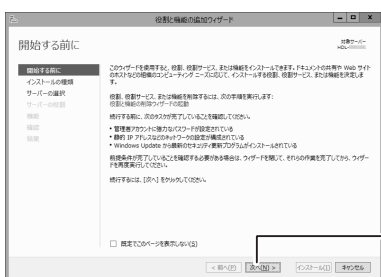 役割と機能の追加ウィザード
開始する前に
対象サーバー
HDL-
開始する前に
インストールの種類
サーバーの選択
サーバーの役割
機能
確認
結果
このウィザードを使用すると、役割、役割サービス、または機能をインストールできます。ドキュメントの共有や Web サイト
のホストなどの組織のコンピューティング ニーズに応じて、インストールする役割、役割サービス、または機能を決定しま
す。
役割、役割サービス、または機能を削除するには、次の手順を実行します:
役割と機能の削除ウィザードの起動
続行する前に、次のタスクが完了していることを確認してください。
• 管理者アカウントに強力なパスワードが設定されている
• 静的 IP アドレスなどのネットワークの設定が構成されている
• Windows Update から最新のセキュリティ更新プログラムがインストールされている
前提条件が完了していることを確認する必要がある場合は、ウィザードを閉じて、それらの作業を完了してから、ウィザー
ドを再度実行してください。
続行するには、[次へ] をクリックしてください。
既定でこのページを表示しない(S)
< 前へ(P)
次へ(N) >
インストール(I)
キャンセル